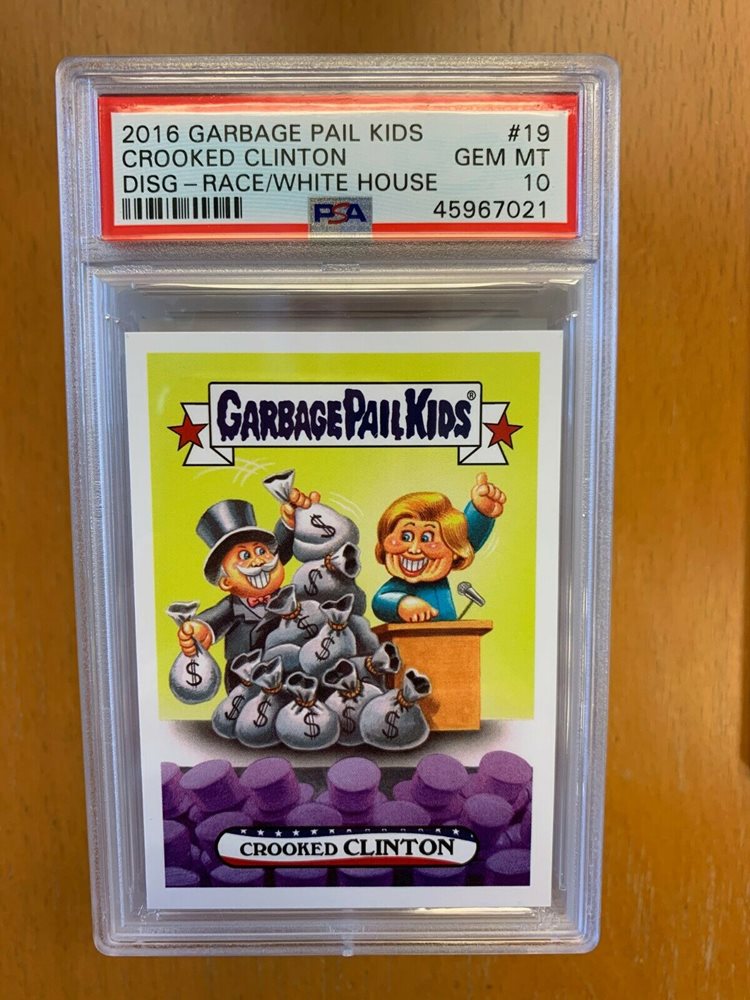 2016 GARBAGE PAIL KIDS #19
CROOKED CLINTON GEM MT
DISG – RACE/WHITE HOUSE 10
PSA 45967021
GARBAGE PAIL KIDS®
$
$
$
$
$
$
$
$
$
$
CROOKED CLINTON